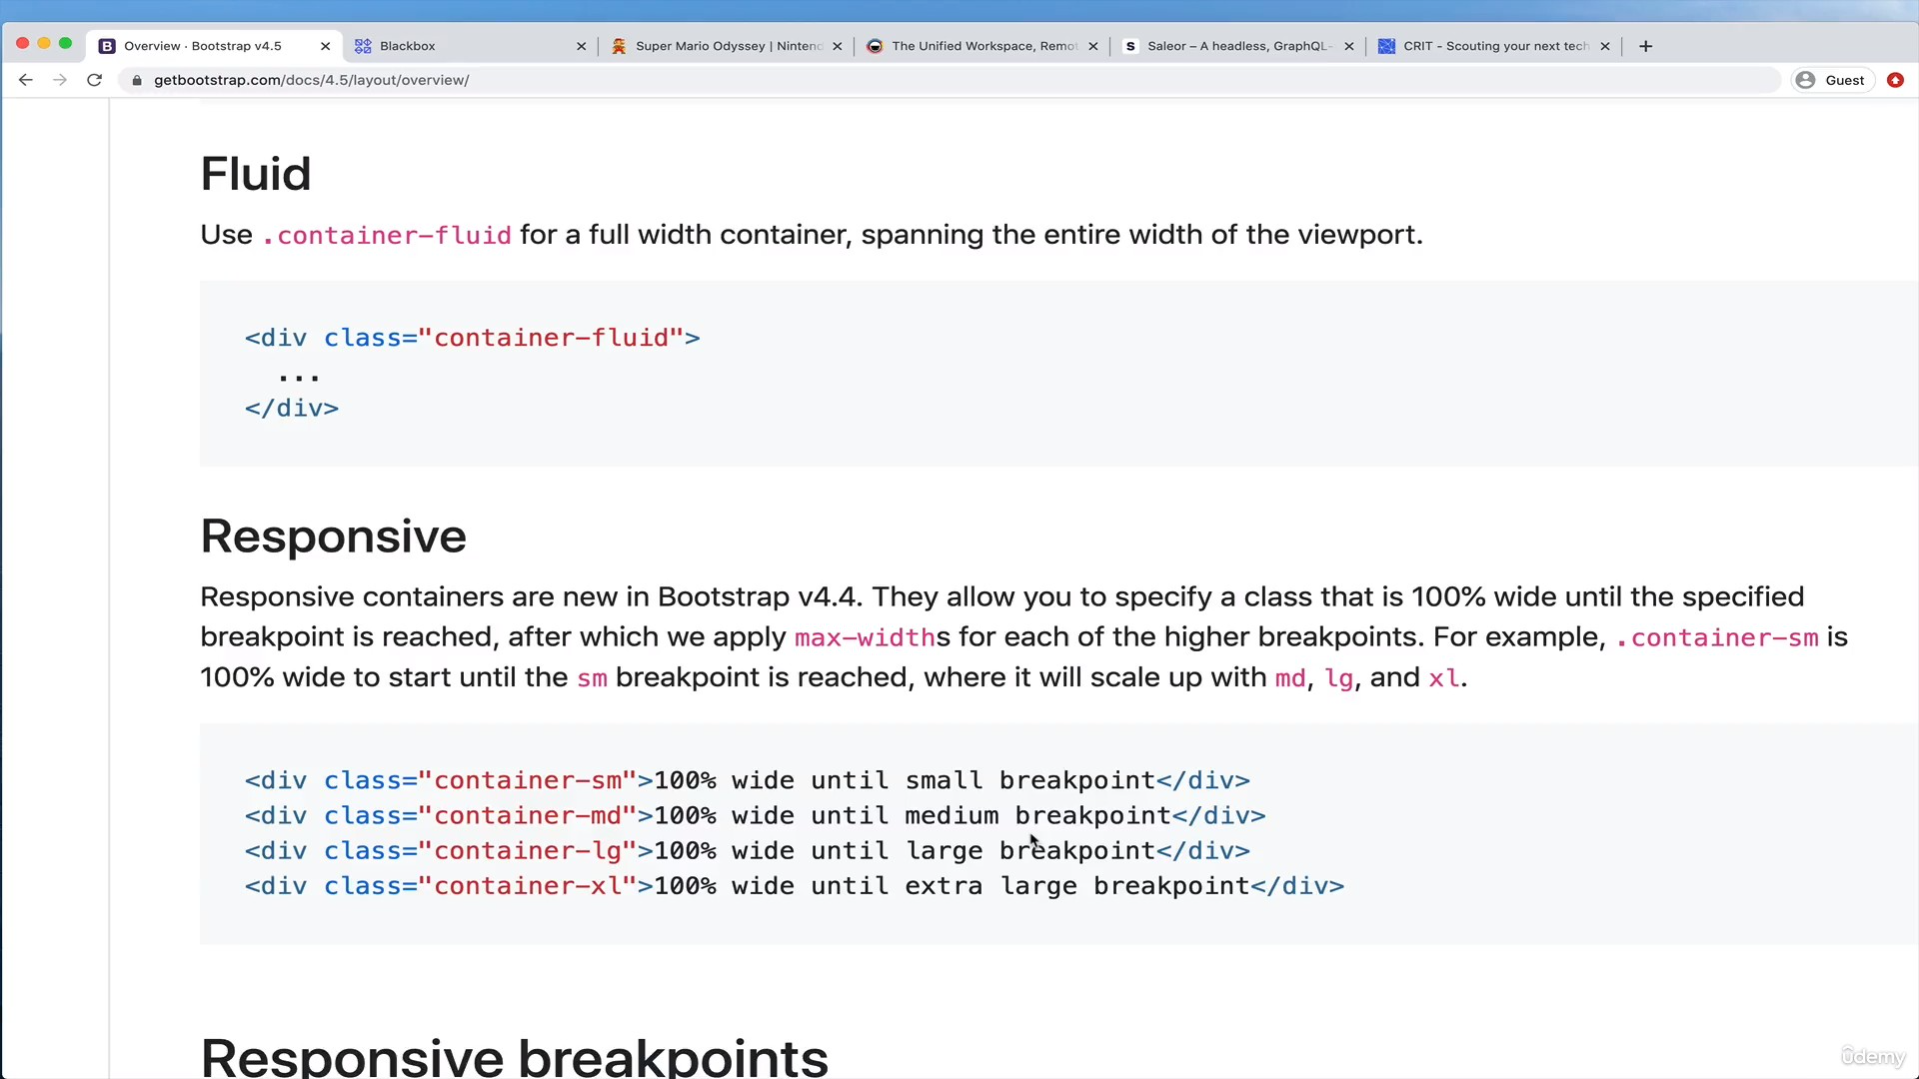 Overview · Bootstrap v4.5
Blackbox
Super Mario Odyssey | Nintend
The Unified Workspace, Remot
Saleor – A headless, GraphQL-
CRIT - Scouting your next tech
getbootstrap.com/docs/4.5/layout/overview/
Guest
Fluid
Use .container-fluid for a full width container, spanning the entire width of the viewport.
<div class="container-fluid">
...
</div>
Responsive
Responsive containers are new in Bootstrap v4.4. They allow you to specify a class that is 100% wide until the specified
breakpoint is reached, after which we apply max-widths for each of the higher breakpoints. For example, .container-sm is
100% wide to start until the sm breakpoint is reached, where it will scale up with md, lg, and xl.
<div class="container-sm">100% wide until small breakpoint</div>
<div class="container-md">100% wide until medium breakpoint</div>
<div class="container-lg">100% wide until large breakpoint</div>
<div class="container-xl">100% wide until extra large breakpoint</div>
Responsive breakpoints
ûdemy